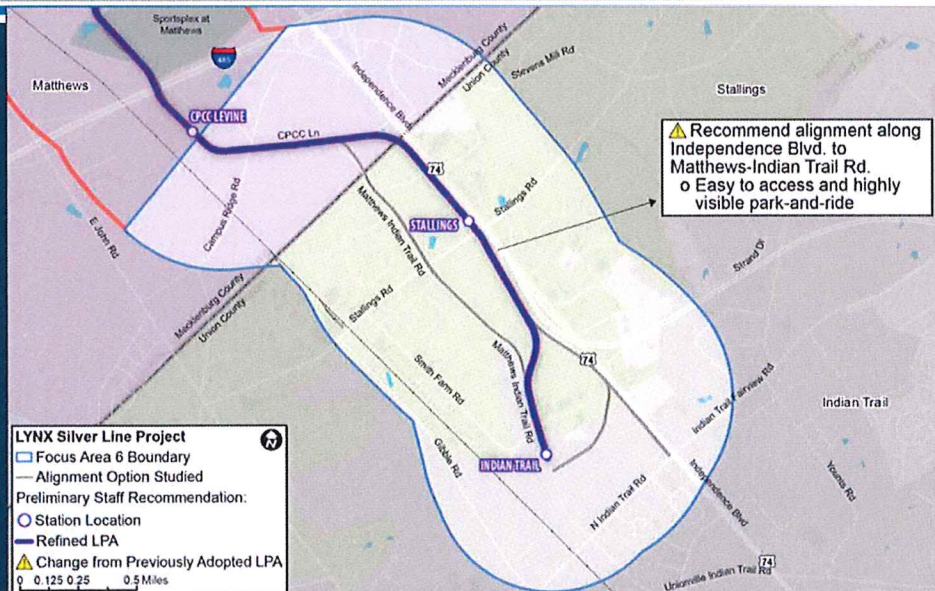 Sportsplex at
Matthews
485
Matthews
CPCC LEVINE
CPCC Ln
Independence Blvd
Mecklenburg County
Union County
Stevens Mill Rd
Stallings
74
⚠ Recommend alignment along
Independence Blvd. to
Matthews-Indian Trail Rd.
o Easy to access and highly
visible park-and-ride
Campus Ridge Rd
E John Rd
Matthews Indian Trail Rd
STALLINGS
Stallings Rd
Strand Dr
Mecklenburg County
Union County
Stallings Rd
Smith Farm Rd
Matthews Indian Trail Rd
74
Indian Trail Fairview Rd
Indian Trail
Gibble Rd
INDIAN TRAIL
N Indian Trail Rd
Independence Blvd
Younts Rd
74
Unionville Indian Trail Rd
LYNX Silver Line Project
N
Focus Area 6 Boundary
Alignment Option Studied
Preliminary Staff Recommendation:
Station Location
Refined LPA
⚠ Change from Previously Adopted LPA
0 0.125 0.25 0.5 Miles